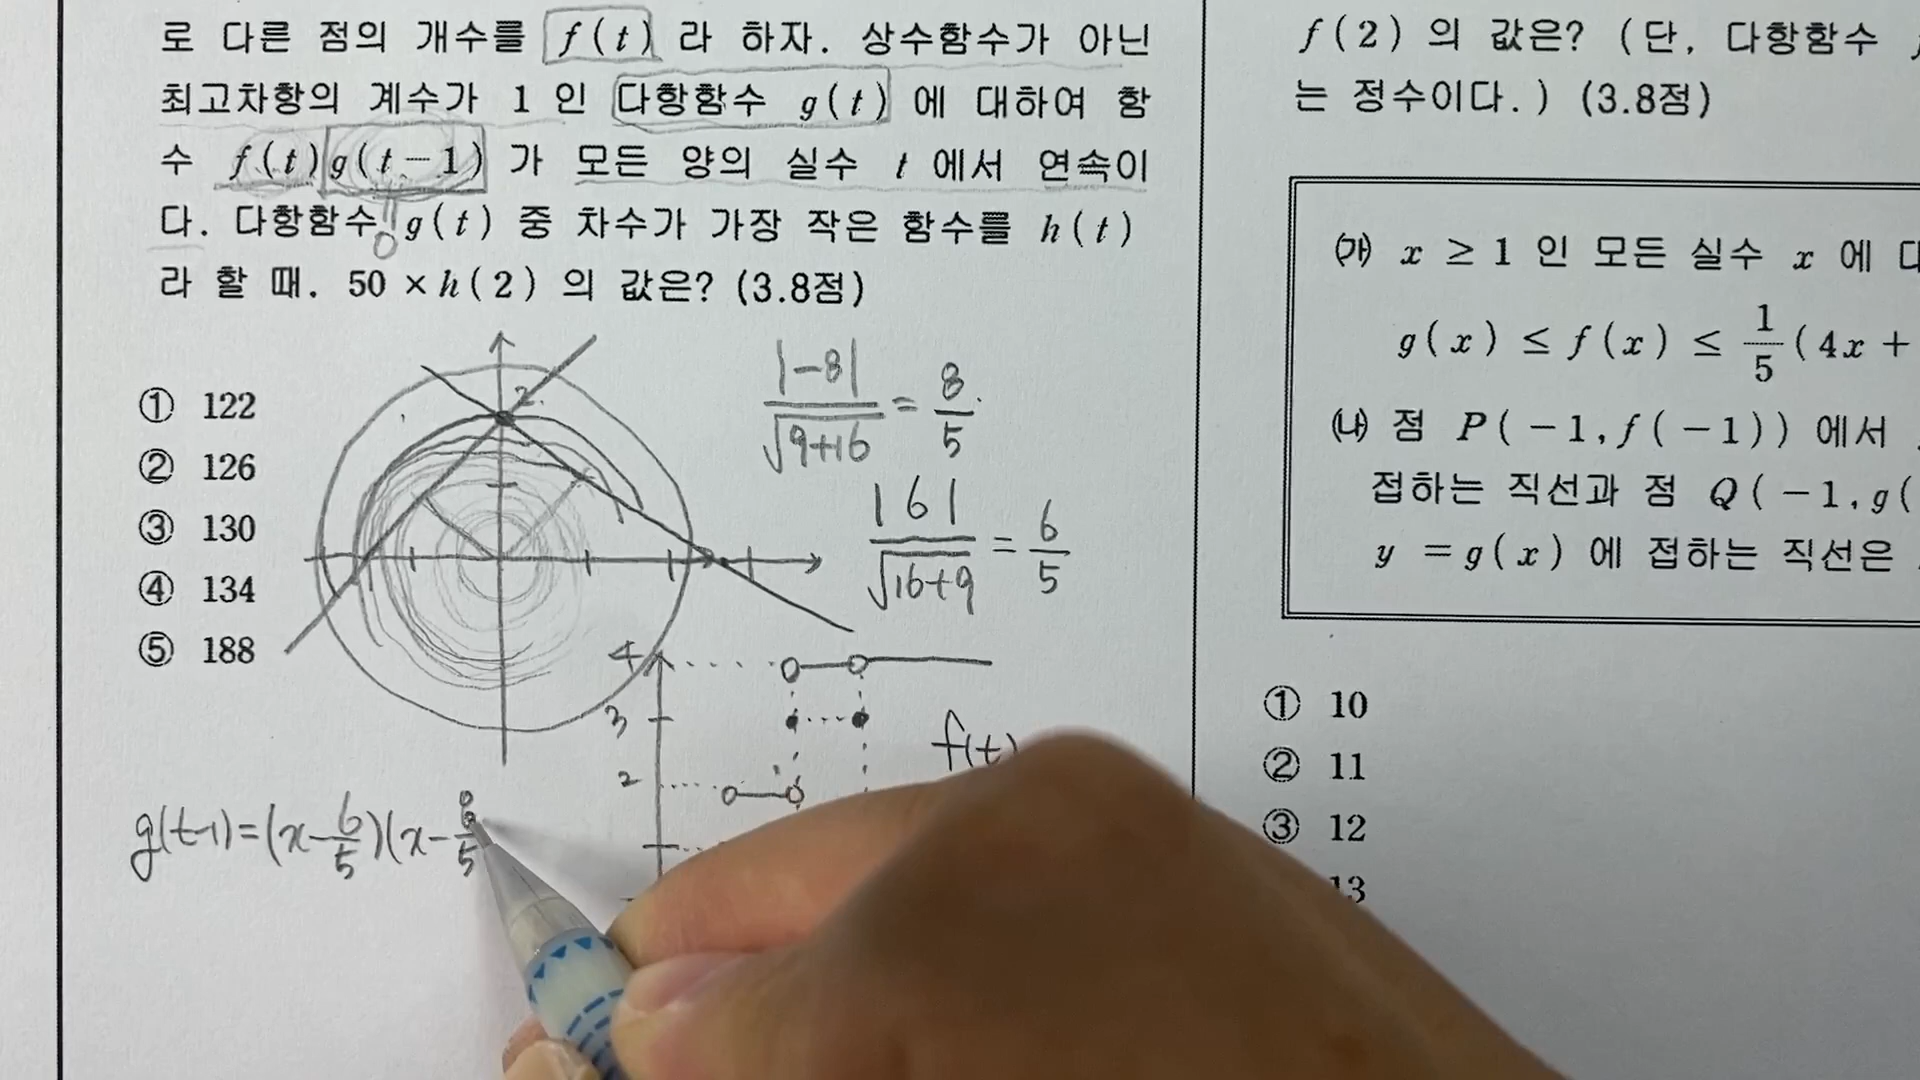 로 다른 점의 개수를 f(t) 라 하자. 상수함수가 아닌
최고차항의 계수가 1 인 다항함수 g(t) 에 대하여 함
수 f(t)g(t-1) 가 모든 양의 실수 t 에서 연속이
다. 다항함수 g(t) 중 차수가 가장 작은 함수를 h(t)
0
라 할 때. 50 × h(2) 의 값은? (3.8점)
① 122
② 126
③ 130
④ 134
⑤ 188
2
|-8| / √9+16 = 8/5
|6| / √16+9 = 6/5
4
3
2
f(t)
g(t-1)=(x-6/5)(x-8/5
f(2) 의 값은? (단, 다항함수
는 정수이다.) (3.8점)
㈎ x ≥ 1 인 모든 실수 x 에 대
g(x) ≤ f(x) ≤ 1/5 (4x +
㈏ 점 P(-1, f(-1)) 에서
접하는 직선과 점 Q(-1, g(
y = g(x) 에 접하는 직선은
① 10
② 11
③ 12
13